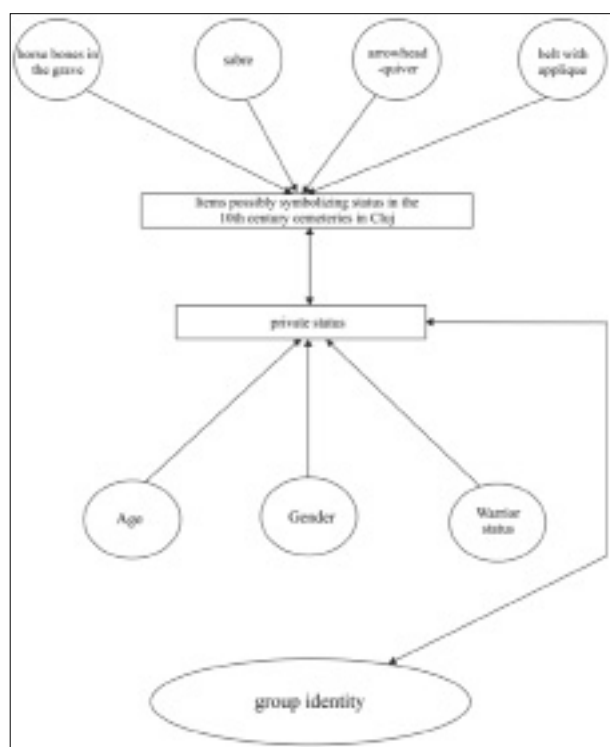 horse bones in
the grave
sabre
arrowhead
-quiver
belt with
applique
Items possibly symbolizing status in the
10th century cemeteries in Cluj
private status
Age
Gender
Warriar
status
group identity